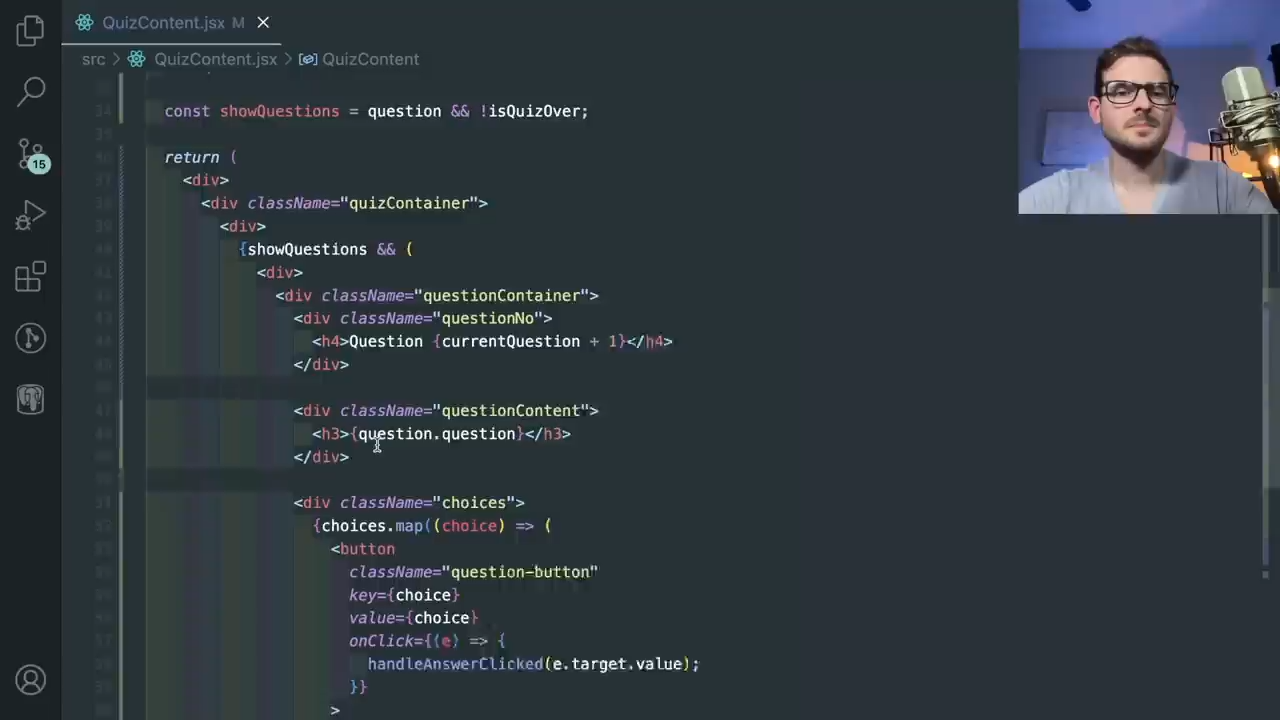 QuizContent.jsx M
src > QuizContent.jsx > QuizContent
15
const showQuestions = question && !isQuizOver;
return (
<div>
<div className="quizContainer">
<div>
{showQuestions && (
<div>
<div className="questionContainer">
<div className="questionNo">
<h4>Question {currentQuestion + 1}</h4>
</div>
<div className="questionContent">
<h3>{question.question}</h3>
</div>
<div className="choices">
{choices.map((choice) => (
<button
className="question-button"
key={choice}
value={choice}
onClick={(e) => {
handleAnswerClicked(e.target.value);
}}
>